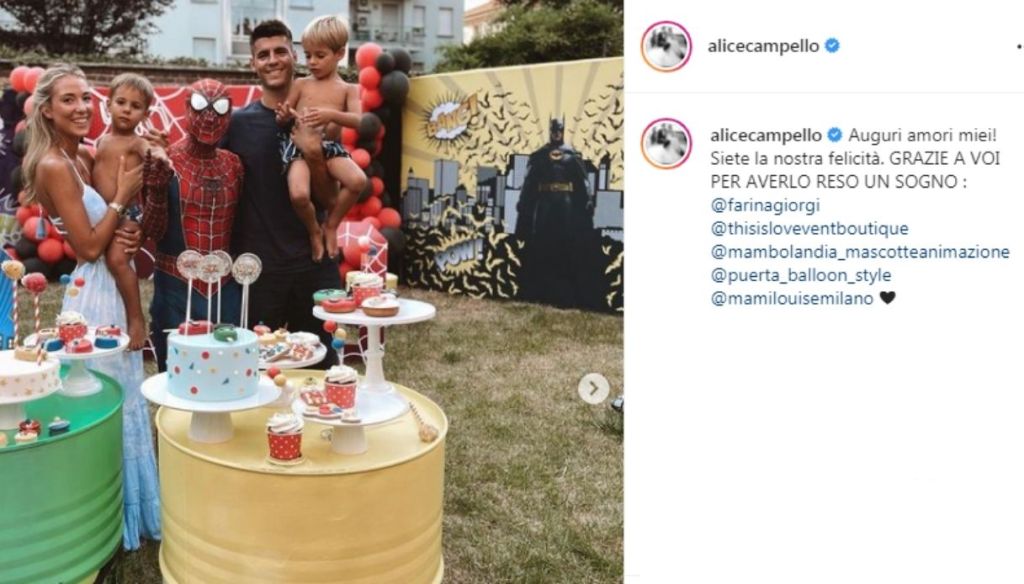 BOING!
POW!
alicecampello
alicecampello Auguri amori miei!
Siete la nostra felicità. GRAZIE A VOI
PER AVERLO RESO UN SOGNO :
@farinagiorgi
@thisisloveventboutique
@mambolandia_mascotteanimazione
@puerta_balloon_style
@mamilouisemilano 🖤